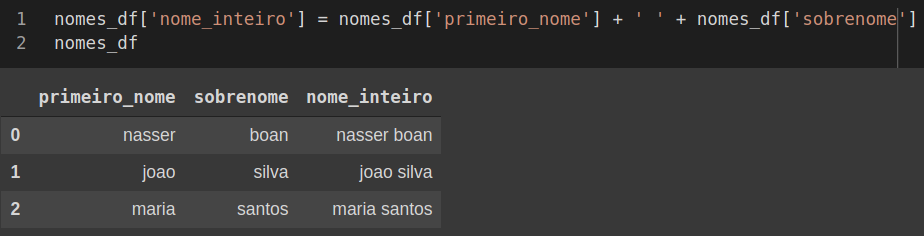 1 nomes_df['nome_inteiro'] = nomes_df['primeiro_nome'] + ' ' + nomes_df['sobrenome']
2 nomes_df
primeiro_nome sobrenome nome_inteiro
0 nasser boan nasser boan
1 joao silva joao silva
2 maria santos maria santos